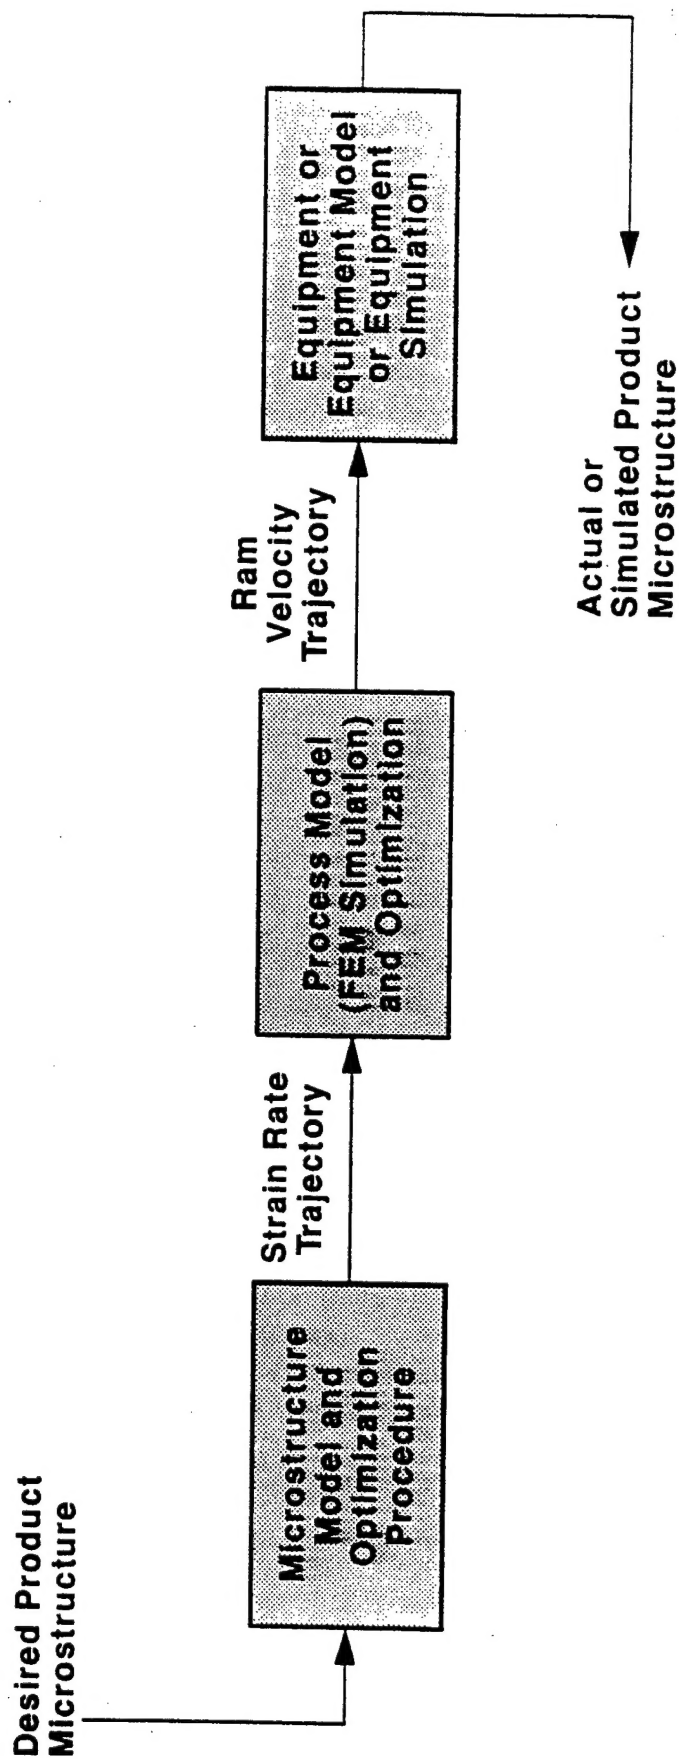 Desired Product
Microstructure
Microstructure
Model and
Optimization
Procedure
Strain Rate
Trajectory
Process Model
(FEM Simulation)
and Optimization
Ram
Velocity
Trajectory
Equipment or
Equipment Model
or Equipment
Simulation
Actual or
Simulated Product
Microstructure